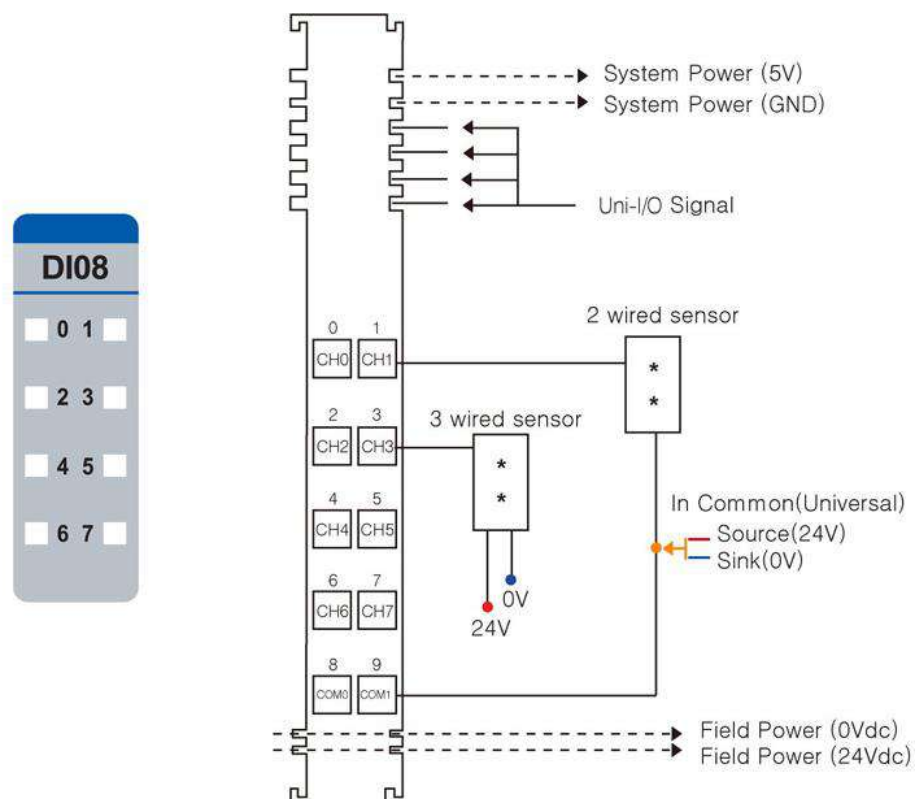 DI08
0 1
2 3
4 5
6 7
System Power (5V)
System Power (GND)
Uni-I/O Signal
2 wired sensor
0 1
CH0 CH1
* *
3 wired sensor
2 3
CH2 CH3
* *
In Common(Universal)
Source(24V)
Sink(0V)
4 5
CH4 CH5
0V
24V
6 7
CH6 CH7
8 9
COM0 COM1
Field Power (0Vdc)
Field Power (24Vdc)